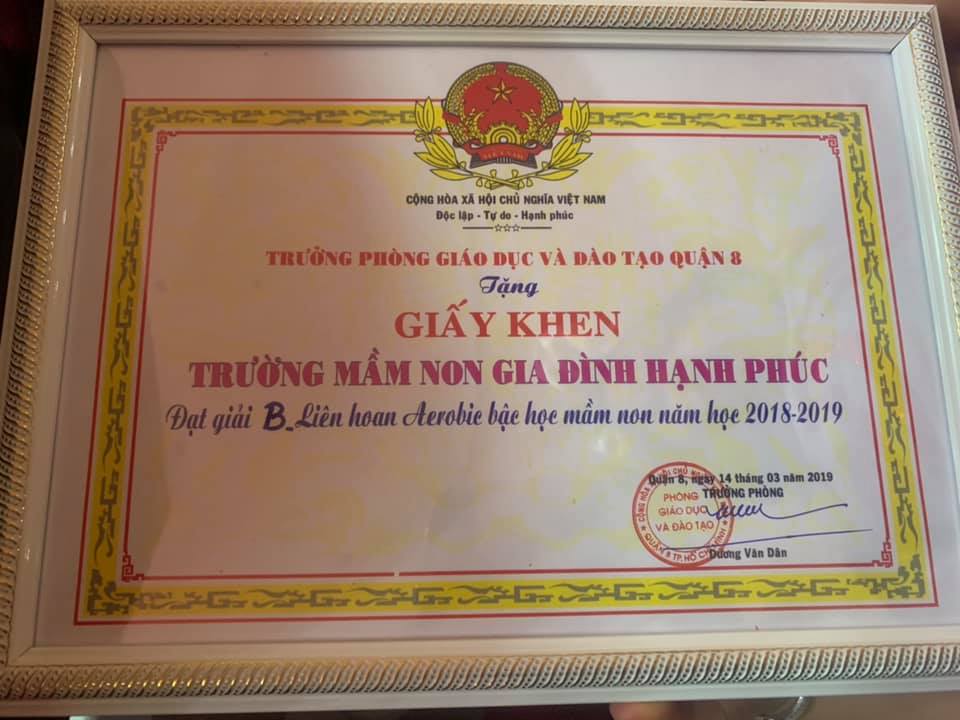 VIỆT NAM
CỘNG HÒA XÃ HỘI CHỦ NGHĨA VIỆT NAM
Độc lập - Tự do - Hạnh phúc
TRƯỞNG PHÒNG GIÁO DỤC VÀ ĐÀO TẠO QUẬN 8
Tặng
GIẤY KHEN
TRƯỜNG MẦM NON GIA ĐÌNH HẠNH PHÚC
Đạt giải B_Liên hoan Aerobic bậc học mầm non năm học 2018-2019
Quận 8, ngày 14 tháng 03 năm 2019
TRƯỞNG PHÒNG
PHÒNG
GIÁO DỤC
VÀ ĐÀO TẠO
Dương Văn Dân